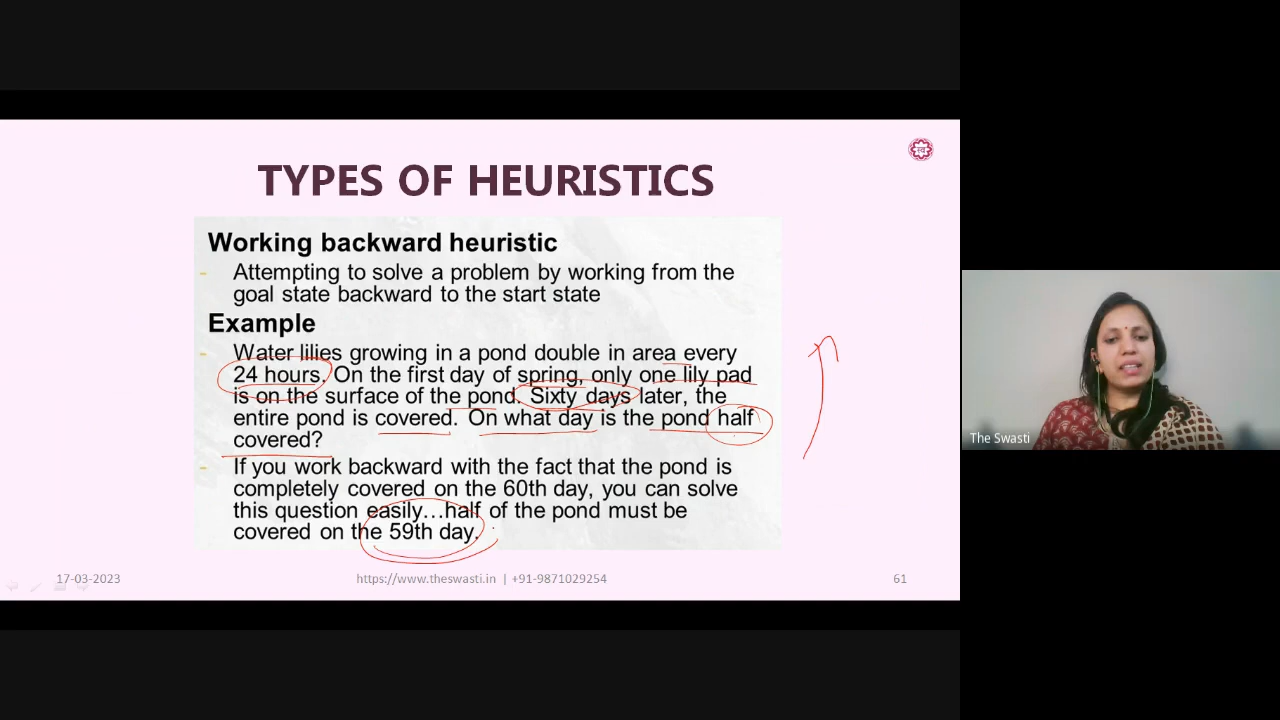 TYPES OF HEURISTICS
Working backward heuristic
- Attempting to solve a problem by working from the
goal state backward to the start state
Example
- Water lilies growing in a pond double in area every
24 hours. On the first day of spring, only one lily pad
is on the surface of the pond. Sixty days later, the
entire pond is covered. On what day is the pond half
covered?
- If you work backward with the fact that the pond is
completely covered on the 60th day, you can solve
this question easily…half of the pond must be
covered on the 59th day.
17-03-2023
https://www.theswasti.in | +91-9871029254
61
The Swasti